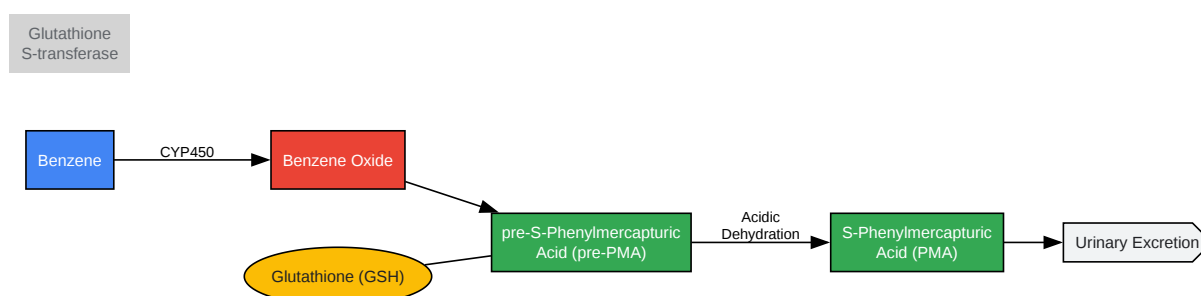 Glutathione
S-transferase
Benzene
CYP450
Benzene Oxide
Glutathione (GSH)
pre-S-Phenylmercapturic
Acid (pre-PMA)
Acidic
Dehydration
S-Phenylmercapturic
Acid (PMA)
Urinary Excretion